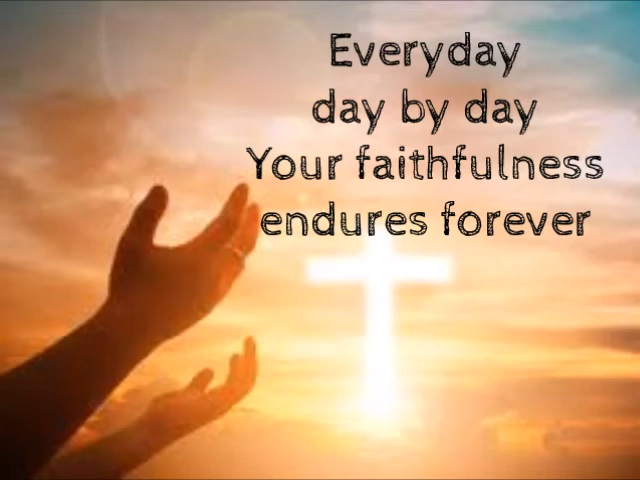 Everyday
day by day
Your faithfulness
endures forever